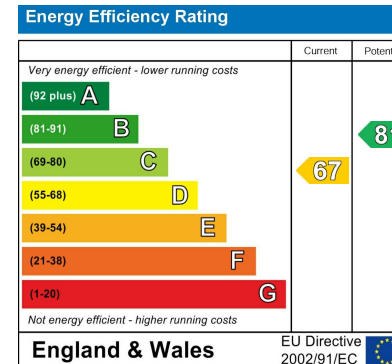 Energy Efficiency Rating
Current Potent
Very energy efficient - lower running costs
(92 plus) A
(81-91) B
8
(69-80) C
67
(55-68) D
(39-54) E
(21-38) F
(1-20) G
Not energy efficient - higher running costs
England & Wales
EU Directive
2002/91/EC